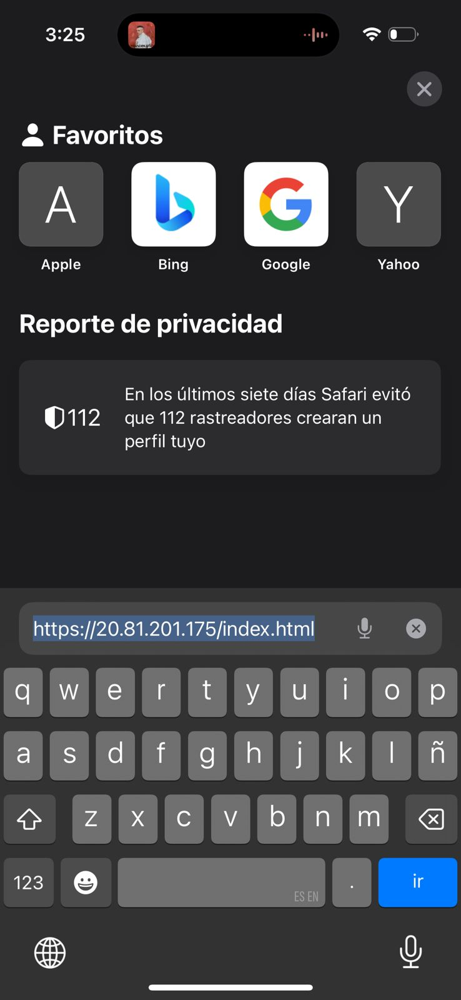 3:25
Favoritos
A
Y
Apple
Bing
Google
Yahoo
Reporte de privacidad
112
En los últimos siete días Safari evitó
que 112 rastreadores crearan un
perfil tuyo
https://20.81.201.175/index.html
q w e r t y u i o p
a s d f g h j k l ñ
z x c v b n m
123
ES EN
.
ir